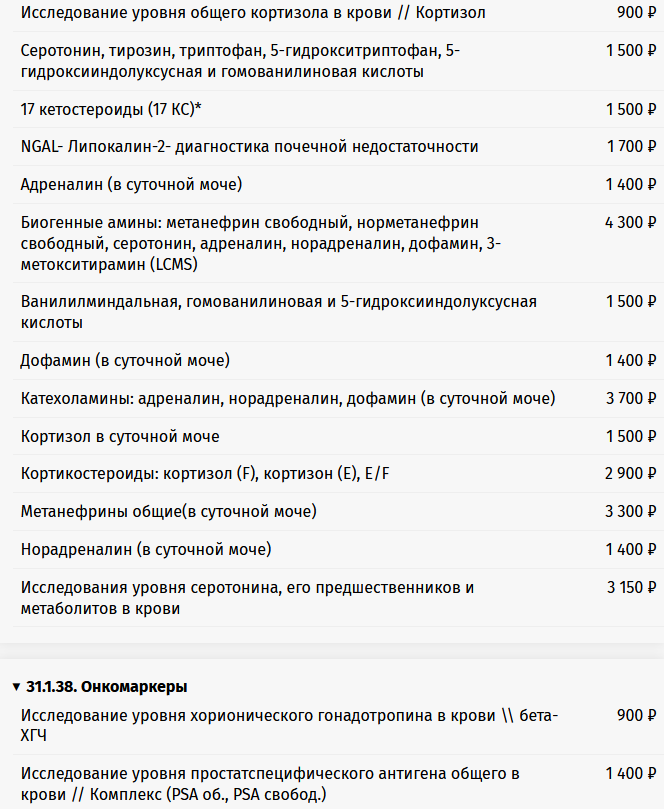 Исследование уровня общего кортизола в крови // Кортизол 900 ₽
Серотонин, тирозин, триптофан, 5-гидрокситриптофан, 5- 1 500 ₽
гидроксииндолуксусная и гомованилиновая кислоты
17 кетостероиды (17 КС)* 1 500 ₽
NGAL- Липокалин-2- диагностика почечной недостаточности 1 700 ₽
Адреналин (в суточной моче) 1 400 ₽
Биогенные амины: метанефрин свободный, норметанефрин 4 300 ₽
свободный, серотонин, адреналин, норадреналин, дофамин, 3-
метокситирамин (LCMS)
Ванилилминдальная, гомованилиновая и 5-гидроксииндолуксусная 1 500 ₽
кислоты
Дофамин (в суточной моче) 1 400 ₽
Катехоламины: адреналин, норадреналин, дофамин (в суточной моче) 3 700 ₽
Кортизол в суточной моче 1 500 ₽
Кортикостероиды: кортизол (F), кортизон (E), E/F 2 900 ₽
Метанефрины общие(в суточной моче) 3 300 ₽
Норадреналин (в суточной моче) 1 400 ₽
Исследования уровня серотонина, его предшественников и 3 150 ₽
метаболитов в крови
▼ 31.1.38. Онкомаркеры
Исследование уровня хорионического гонадотропина в крови \\ бета- 900 ₽
ХГЧ
Исследование уровня простатспецифического антигена общего в 1 400 ₽
крови // Комплекс (PSA об., PSA свобод.)